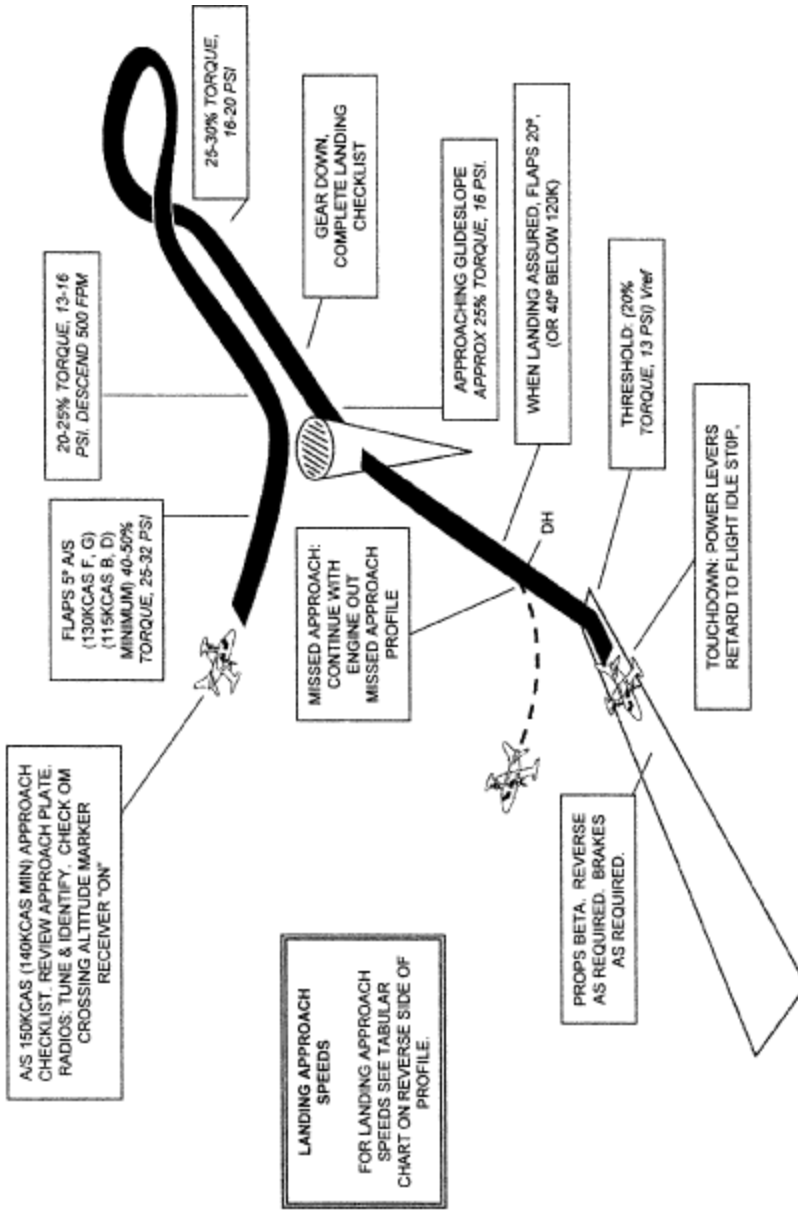 A/S 150KCAS (140KCAS MIN) APPROACH
CHECKLIST. REVIEW APPROACH PLATE.
RADIOS: TUNE & IDENTIFY. CHECK OM
CROSSING ALTITUDE MARKER
RECEIVER "ON"
FLAPS 5° A/S
(130KCAS F, G)
(115KCAS B, D)
MINIMUM) 40-50%
TORQUE, 25-32 PSI
20-25% TORQUE, 13-16
PSI. DESCEND 500 FPM
25-30% TORQUE,
16-20 PSI
GEAR DOWN,
COMPLETE LANDING
CHECKLIST
APPROACHING GLIDESLOPE
APPROX 25% TORQUE, 16 PSI.
WHEN LANDING ASSURED, FLAPS 20°,
(OR 40° BELOW 120K)
MISSED APPROACH:
CONTINUE WITH
ENGINE OUT
MISSED APPROACH
PROFILE
DH
THRESHOLD: (20%
TORQUE, 13 PSI) Vref
TOUCHDOWN: POWER LEVERS
RETARD TO FLIGHT IDLE STOP.
PROPS BETA. REVERSE
AS REQUIRED. BRAKES
AS REQUIRED.
LANDING APPROACH
SPEEDS
FOR LANDING APPROACH
SPEEDS SEE TABULAR
CHART ON REVERSE SIDE OF
PROFILE.